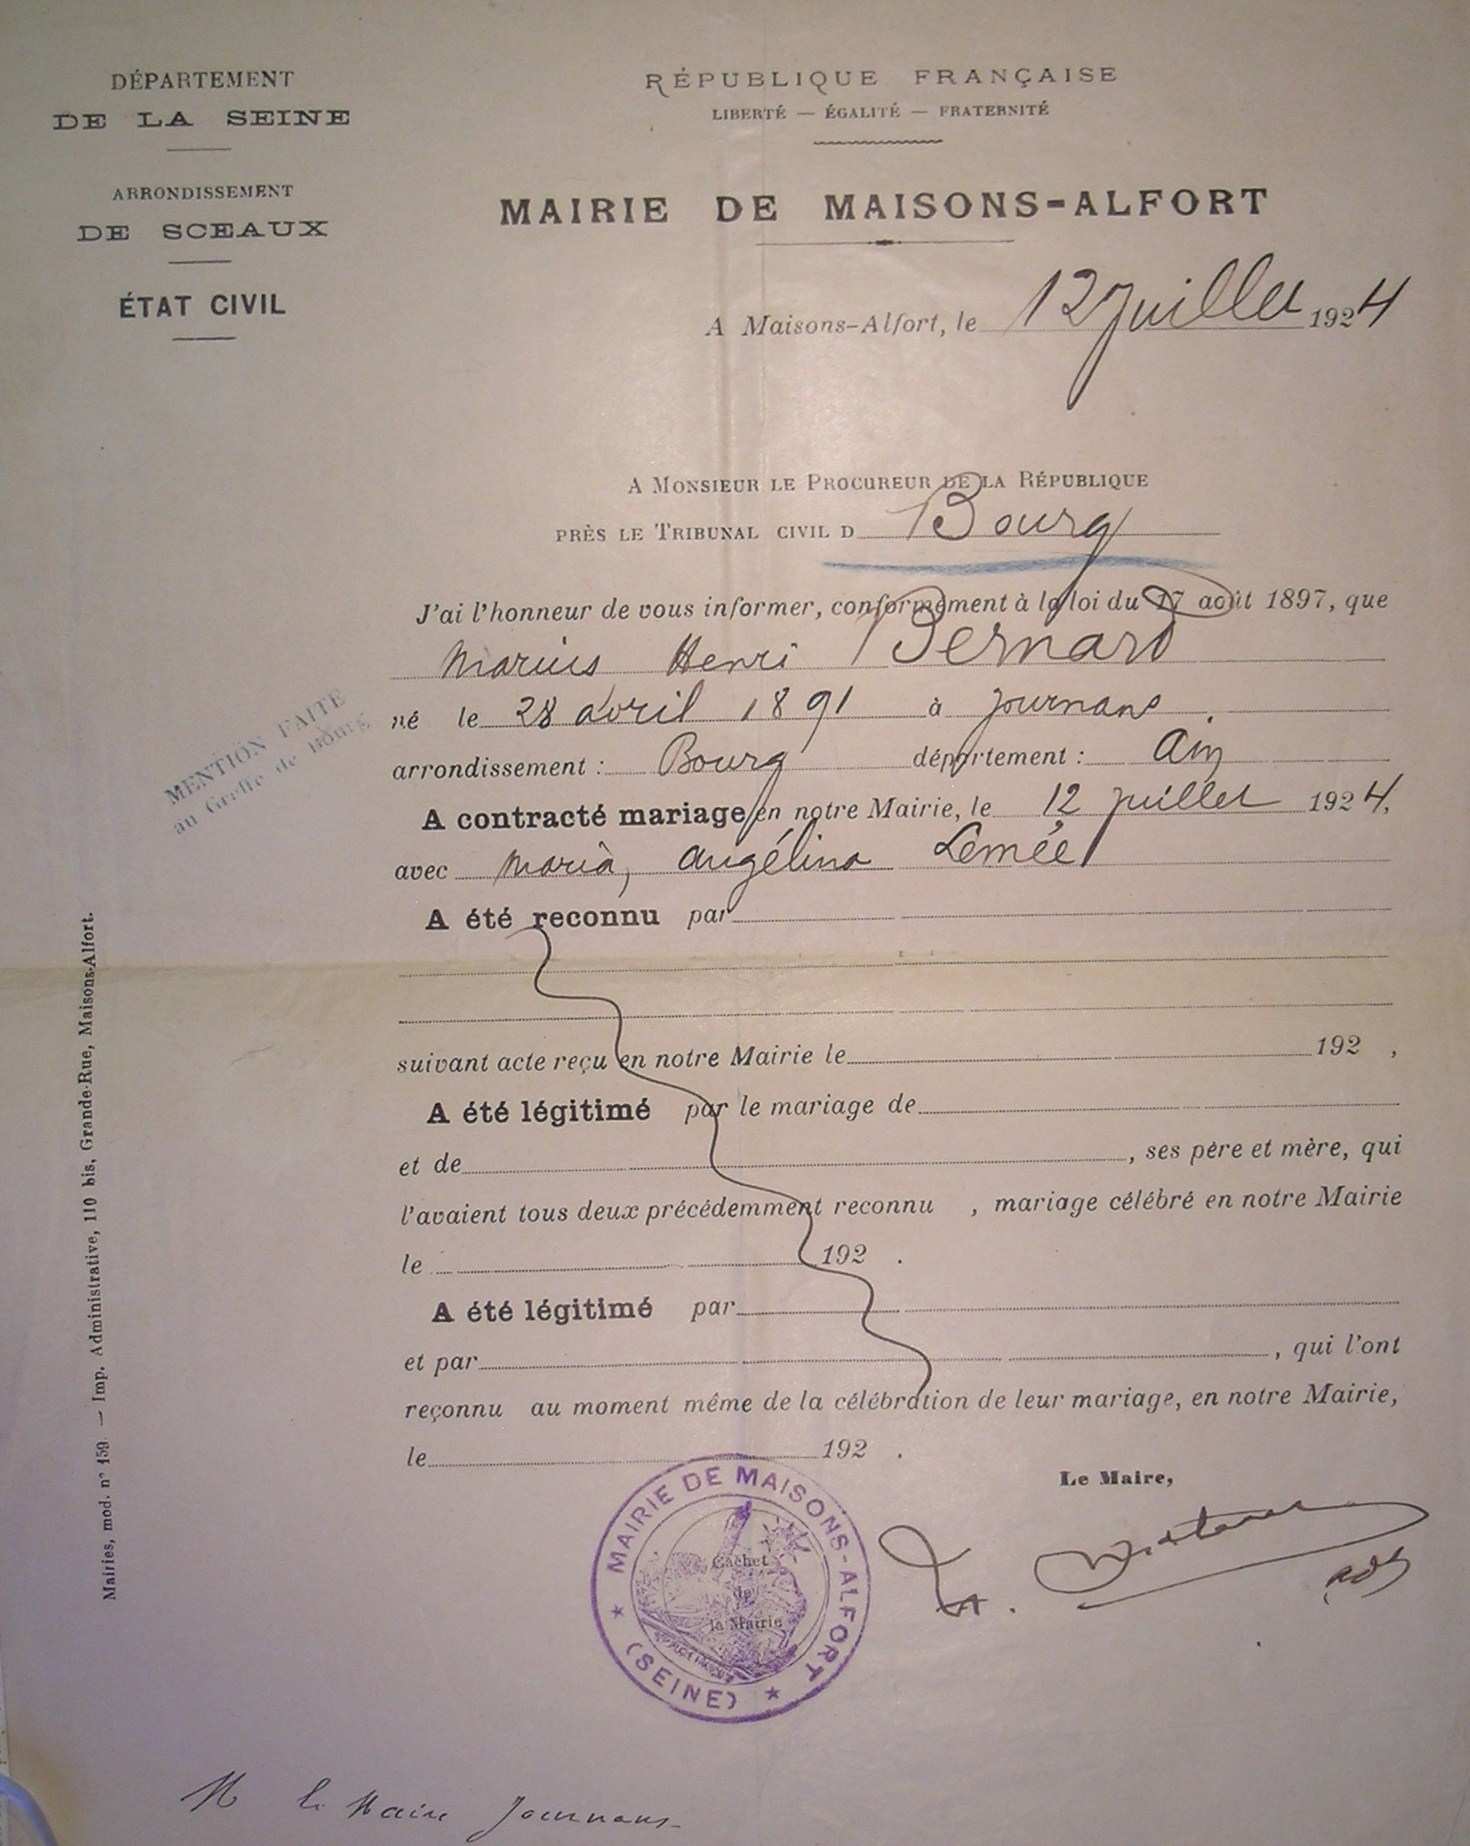 DÉPARTEMENT
DE LA SEINE
ARRONDISSEMENT
DE SCEAUX
ÉTAT CIVIL
RÉPUBLIQUE FRANÇAISE
LIBERTÉ — ÉGALITÉ — FRATERNITÉ
MAIRIE DE MAISONS-ALFORT
A Maisons-Alfort, le 12 Juillet 1924
A MONSIEUR LE PROCUREUR DE LA RÉPUBLIQUE
PRÈS LE TRIBUNAL CIVIL D Bourg
J'ai l'honneur de vous informer, conformément à la loi du 17 août 1897, que
Marius Henri Bernard
né le 28 avril 1891 à Journans.
arrondissement : Bourg département : Ain
A contracté mariage en notre Mairie, le 12 juillet 1924,
avec Maria, Angélina Lemée
A été reconnu par
suivant acte reçu en notre Mairie le 192 ,
A été légitimé par le mariage de
et de , ses père et mère, qui
l'avaient tous deux précédemment reconnu , mariage célébré en notre Mairie
le 192 .
A été légitimé par
et par , qui l'ont
reçonnu au moment même de la célébration de leur mariage, en notre Mairie,
le 192 .
Le Maire,
MENTION FAITE
au Greffe de Bourg
Mairies, mod. n° 159 — Imp. Administrative, 110 bis, Grande-Rue, Maisons-Alfort.
MAIRIE DE MAISONS-ALFORT
(SEINE)
Cachet
de
la Mairie
M le Maire Journans